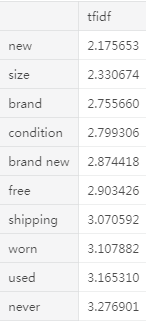 tfidf
new 2.175653
size 2.330674
brand 2.755660
condition 2.799306
brand new 2.874418
free 2.903426
shipping 3.070592
worn 3.107882
used 3.165310
never 3.276901